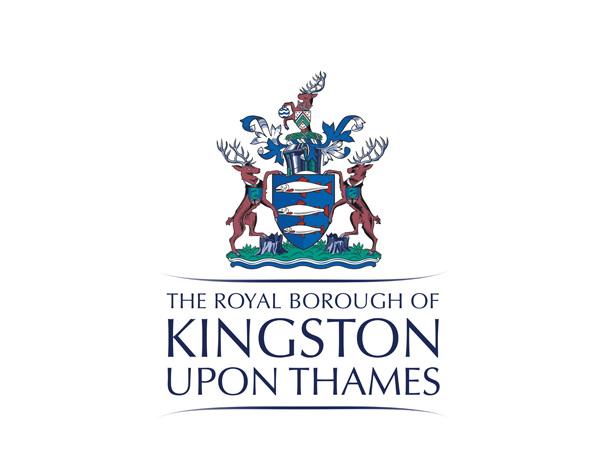 THE ROYAL BOROUGH OF
KINGSTON
UPON THAMES